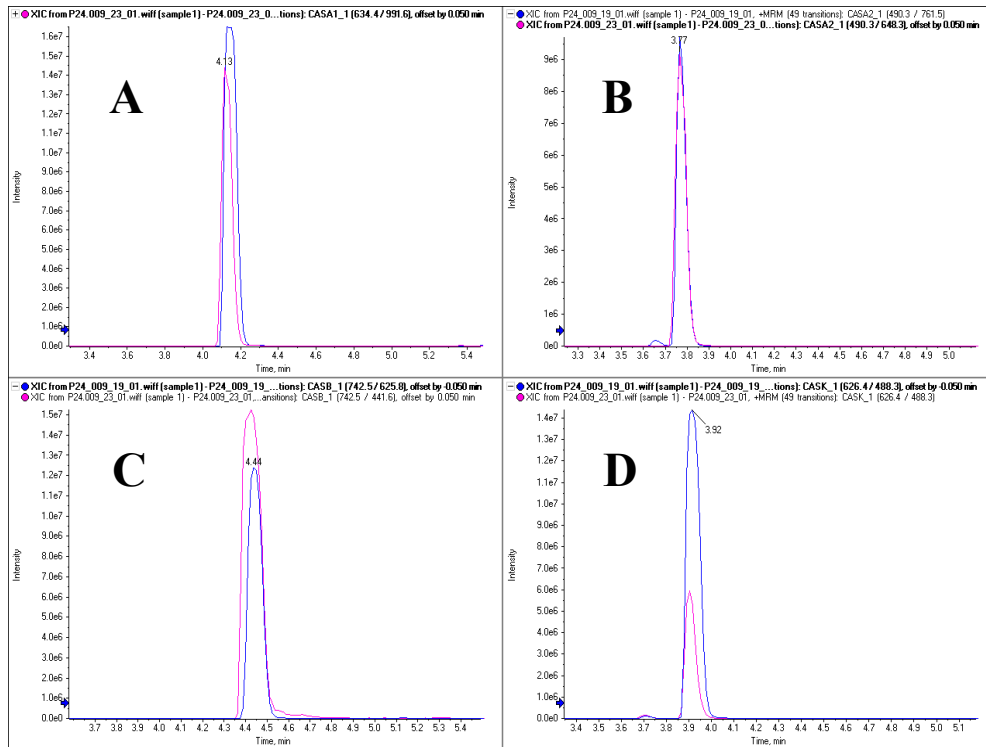 XIC from P24.009_23_01.wiff (sample1) - P24.009_23_0...tions): CASA1_1 (634.4 / 991.6), offset by 0.050 min
1.6e7
1.5e7
1.4e7
1.3e7
1.2e7
1.1e7
1.0e7
9.0e6
8.0e6
7.0e6
6.0e6
5.0e6
4.0e6
3.0e6
2.0e6
1.0e6
0.0e0
Intensity
4.13
A
3.4 3.6 3.8 4.0 4.2 4.4 4.6 4.8 5.0 5.2 5.4
Time, min
XIC from P24_009_19_01.wiff (sample 1) - P24_009_19_01, +MRM (49 transitions): CASA2_1 (490.3 / 761.5)
XIC from P24.009_23_01.wiff (sample1) - P24.009_23_0...tions): CASA2_1 (490.3 / 648.3), offset by 0.050 min
9e6
8e6
7e6
6e6
5e6
4e6
3e6
2e6
1e6
0e0
Intensity
3.77
B
3.3 3.4 3.5 3.6 3.7 3.8 3.9 4.0 4.1 4.2 4.3 4.4 4.5 4.6 4.7 4.8 4.9 5.0
Time, min
XIC from P24_009_19_01.wiff (sample1) - P24_009_19_...tions): CASB_1 (742.5 / 625.8), offset by -0.050 min
XIC from P24.009_23_01.wiff (sample 1) - P24.009_23_01,...ansitions): CASB_1 (742.5 / 441.6), offset by 0.050 min
1.5e7
1.4e7
1.3e7
1.2e7
1.1e7
1.0e7
9.0e6
8.0e6
7.0e6
6.0e6
5.0e6
4.0e6
3.0e6
2.0e6
1.0e6
0.0e0
Intensity
4.44
C
3.7 3.8 3.9 4.0 4.1 4.2 4.3 4.4 4.5 4.6 4.7 4.8 4.9 5.0 5.1 5.2 5.3 5.4
Time, min
XIC from P24_009_19_01.wiff (sample1) - P24_009_19_...tions): CASK_1 (626.4 / 488.3), offset by -0.050 min
XIC from P24.009_23_01.wiff (sample 1) - P24.009_23_01, +MRM (49 transitions): CASK_1 (626.4 / 488.3)
1.4e7
1.3e7
1.2e7
1.1e7
1.0e7
9.0e6
8.0e6
7.0e6
6.0e6
5.0e6
4.0e6
3.0e6
2.0e6
1.0e6
0.0e0
Intensity
3.92
D
3.4 3.5 3.6 3.7 3.8 3.9 4.0 4.1 4.2 4.3 4.4 4.5 4.6 4.7 4.8 4.9 5.0 5.1
Time, min